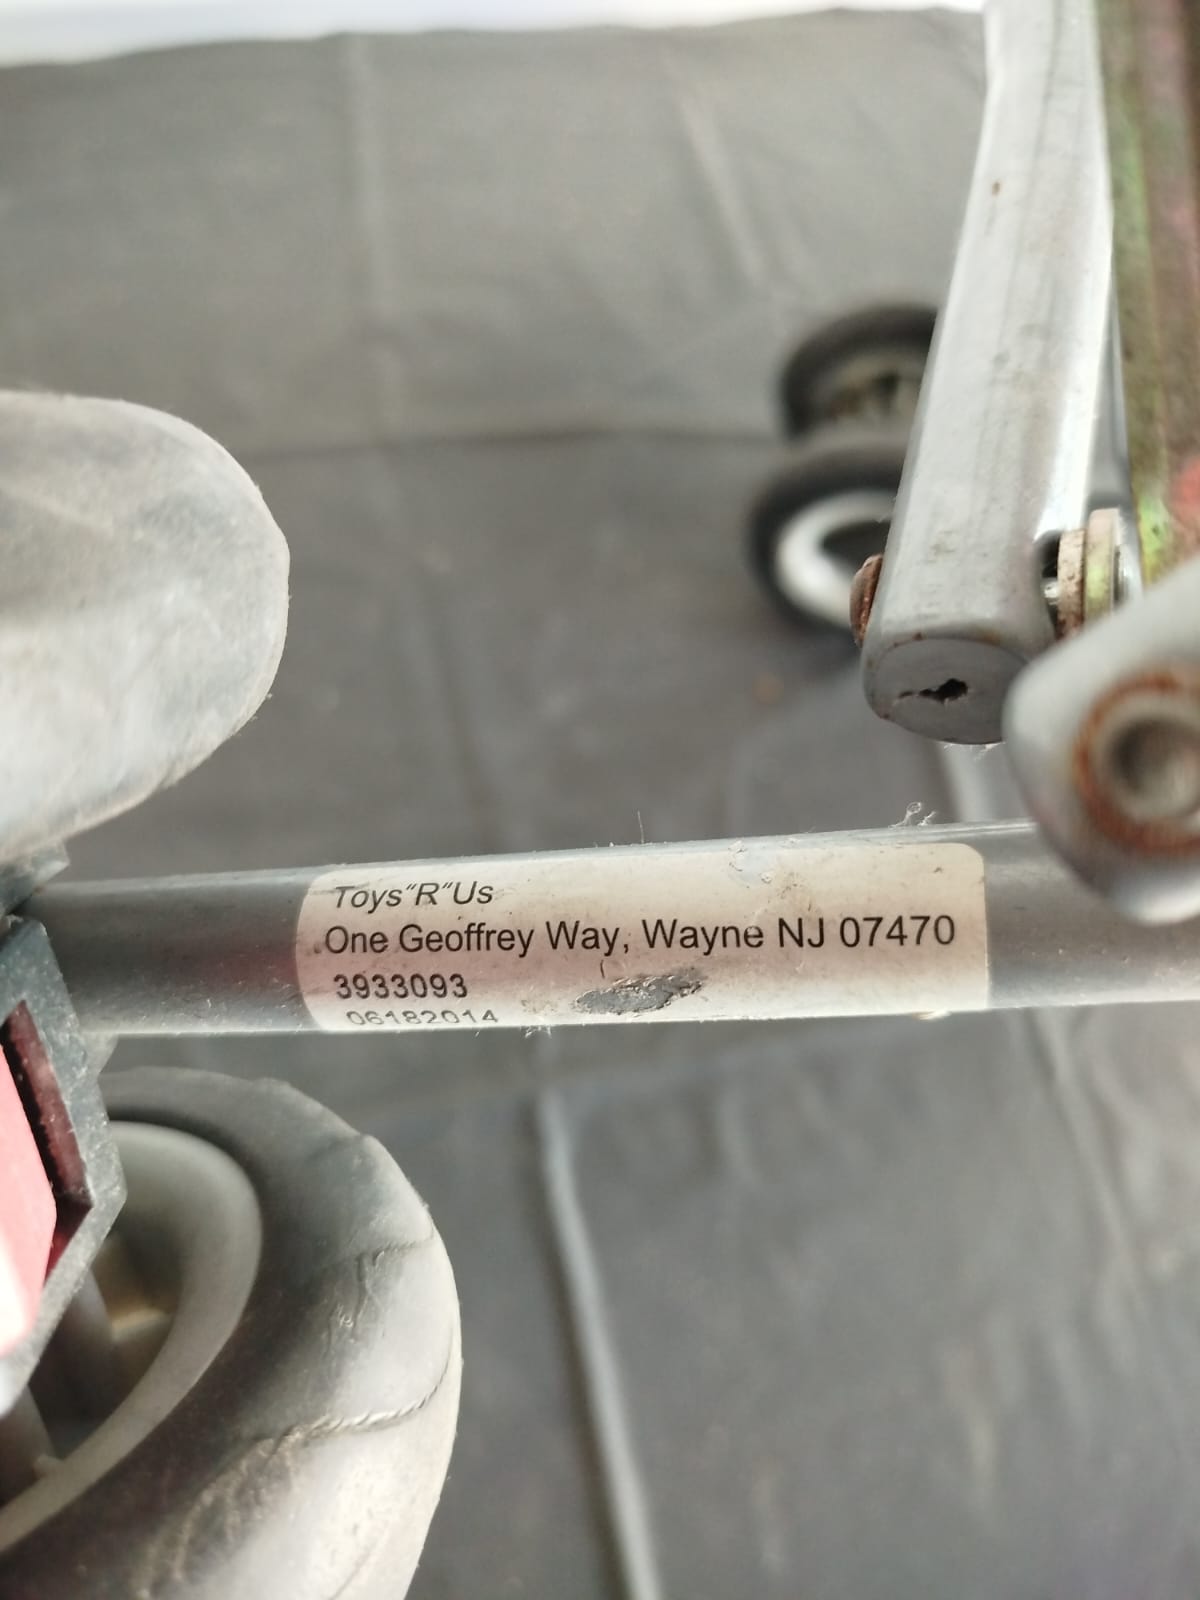 Toys"R"Us
One Geoffrey Way, Wayne NJ 07470
3933093
06182014